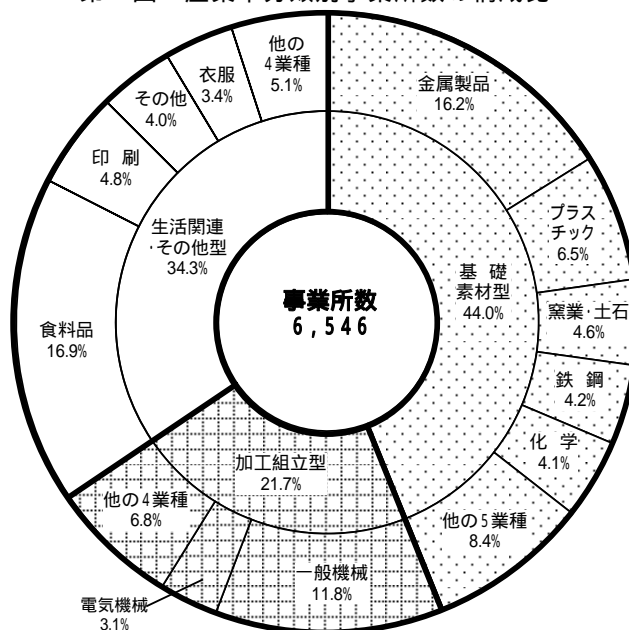 金属製品
16.2%
プラス
チック
6.5%
窯業・土石
4.6%
鉄 鋼
4.2%
化 学
4.1%
他の5業種
8.4%
基 礎
素材型
44.0%
一般機械
11.8%
電気機械
3.1%
他の4業種
6.8%
加工組立型
21.7%
食料品
16.9%
印 刷
4.8%
その他
4.0%
衣服
3.4%
他の
4業種
5.1%
生活関連
・その他型
34.3%
事業所数
6,546